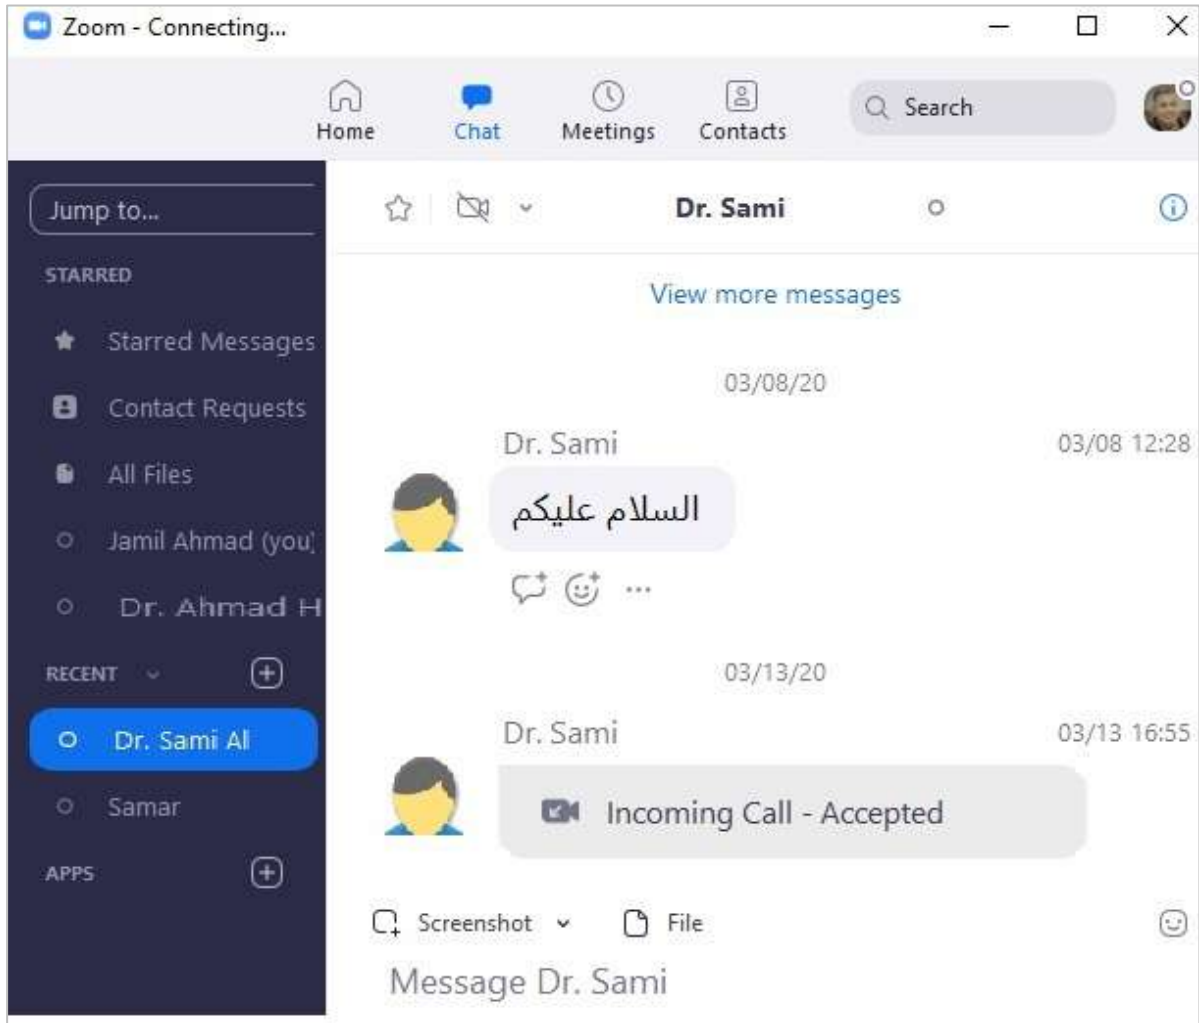 Zoom - Connecting...
Home
Chat
Meetings
Contacts
Search
Jump to...
STARRED
Starred Messages
Contact Requests
All Files
Jamil Ahmad (you)
Dr. Ahmad H
RECENT
Dr. Sami Al
Samar
APPS
Dr. Sami
View more messages
03/08/20
Dr. Sami 03/08 12:28
السلام عليكم
03/13/20
Dr. Sami 03/13 16:55
Incoming Call - Accepted
Screenshot File
Message Dr. Sami